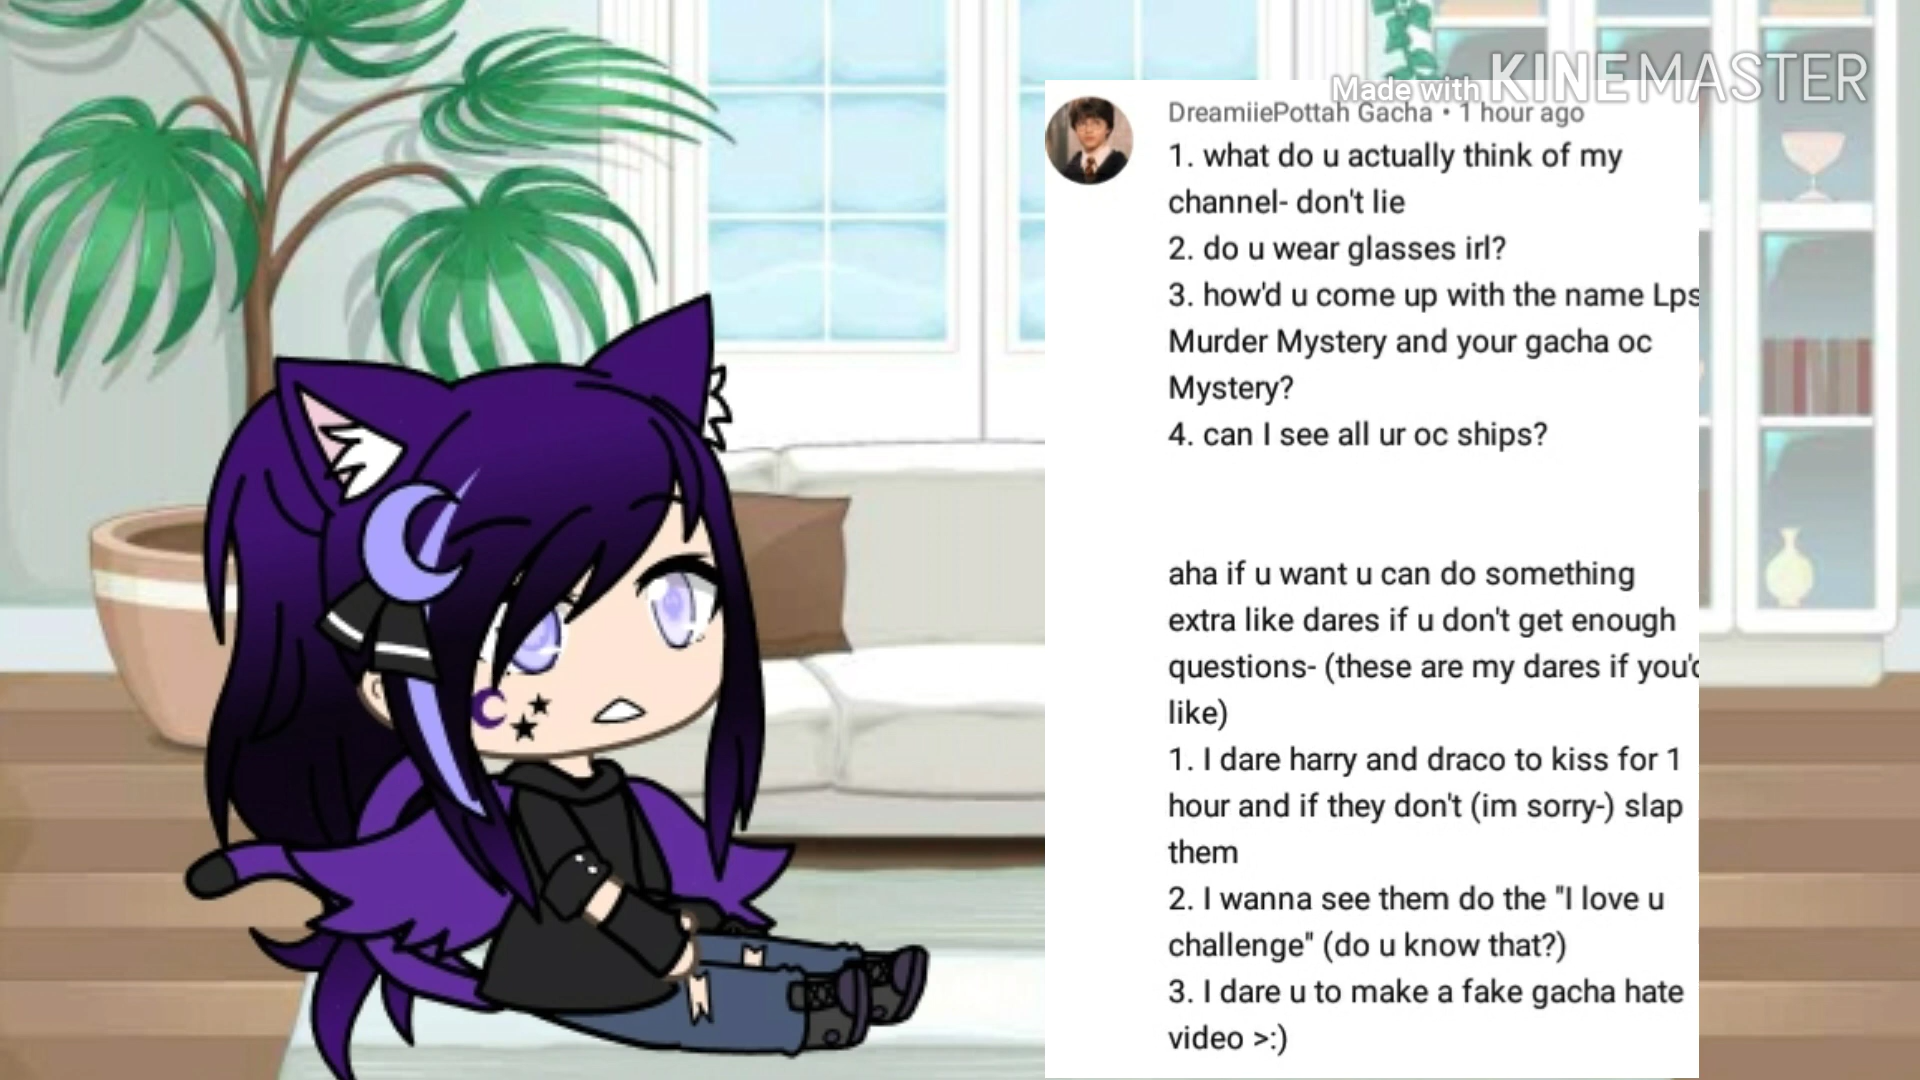 Made with KINEMASTER
DreamiiePottah Gacha • 1 hour ago
1. what do u actually think of my
channel- don't lie
2. do u wear glasses irl?
3. how'd u come up with the name Lps
Murder Mystery and your gacha oc
Mystery?
4. can I see all ur oc ships?
aha if u want u can do something
extra like dares if u don't get enough
questions- (these are my dares if you'd
like)
1. I dare harry and draco to kiss for 1
hour and if they don't (im sorry-) slap
them
2. I wanna see them do the "I love u
challenge" (do u know that?)
3. I dare u to make a fake gacha hate
video >:)